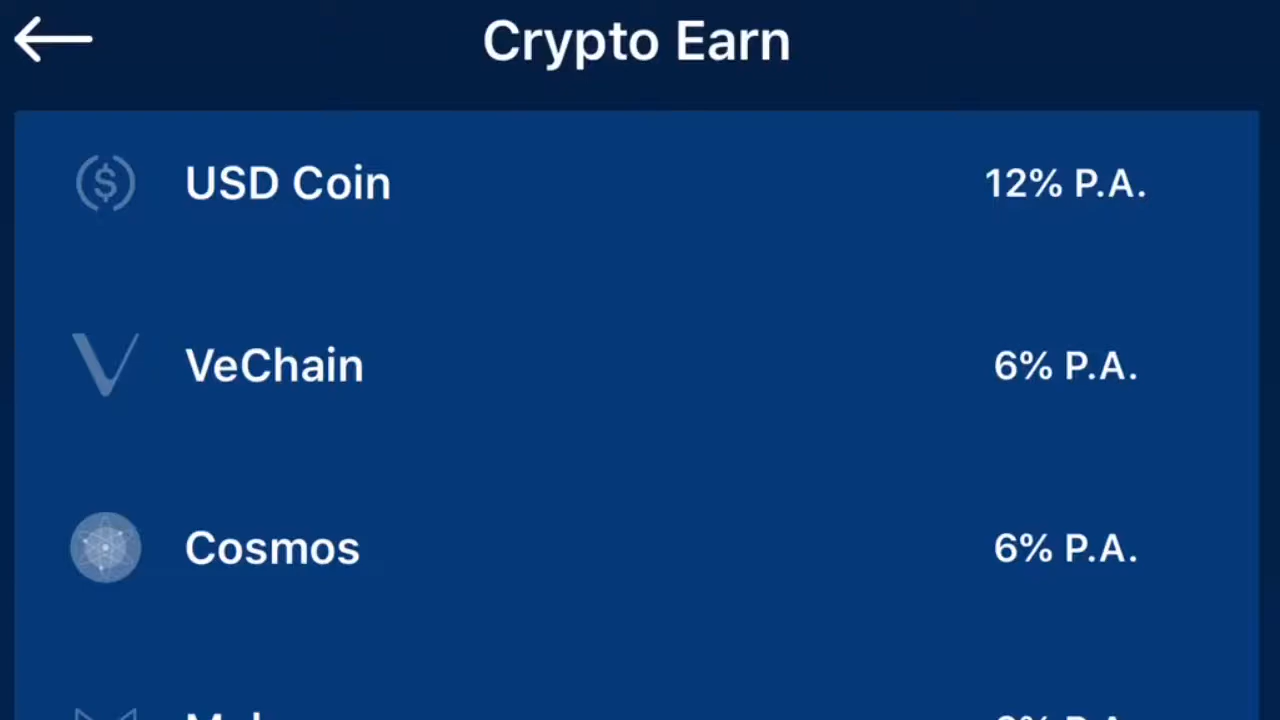 Crypto Earn
USD Coin 12% P.A.
VeChain 6% P.A.
Cosmos 6% P.A.